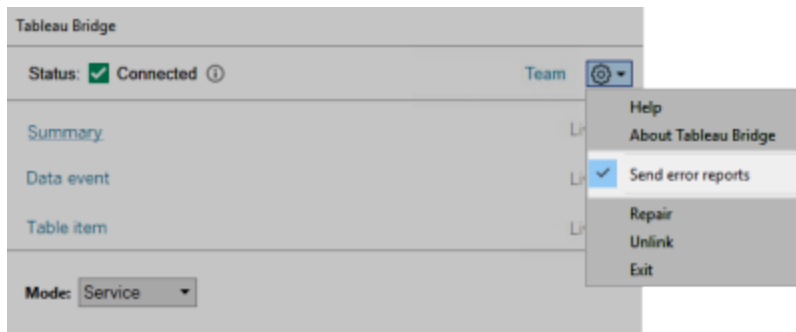 Tableau Bridge
Status: Connected
Team
Help
About Tableau Bridge
Send error reports
Repair
Unlink
Exit
Summary
Data event
Table item
Mode: Service